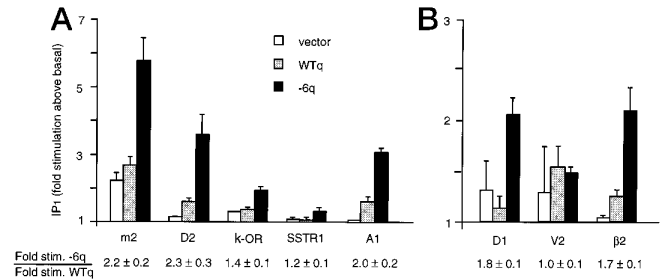 A
B
7
5
3
1
IP1 (fold stimulation above basal)
vector
WTq
-6q
3
2
1
m2 D2 k-OR SSTR1 A1
D1 V2 β2
Fold stim. -6q
Fold stim. WTq
2.2 ± 0.2 2.3 ± 0.3 1.4 ± 0.1 1.2 ± 0.1 2.0 ± 0.2
1.8 ± 0.1 1.0 ± 0.1 1.7 ± 0.1